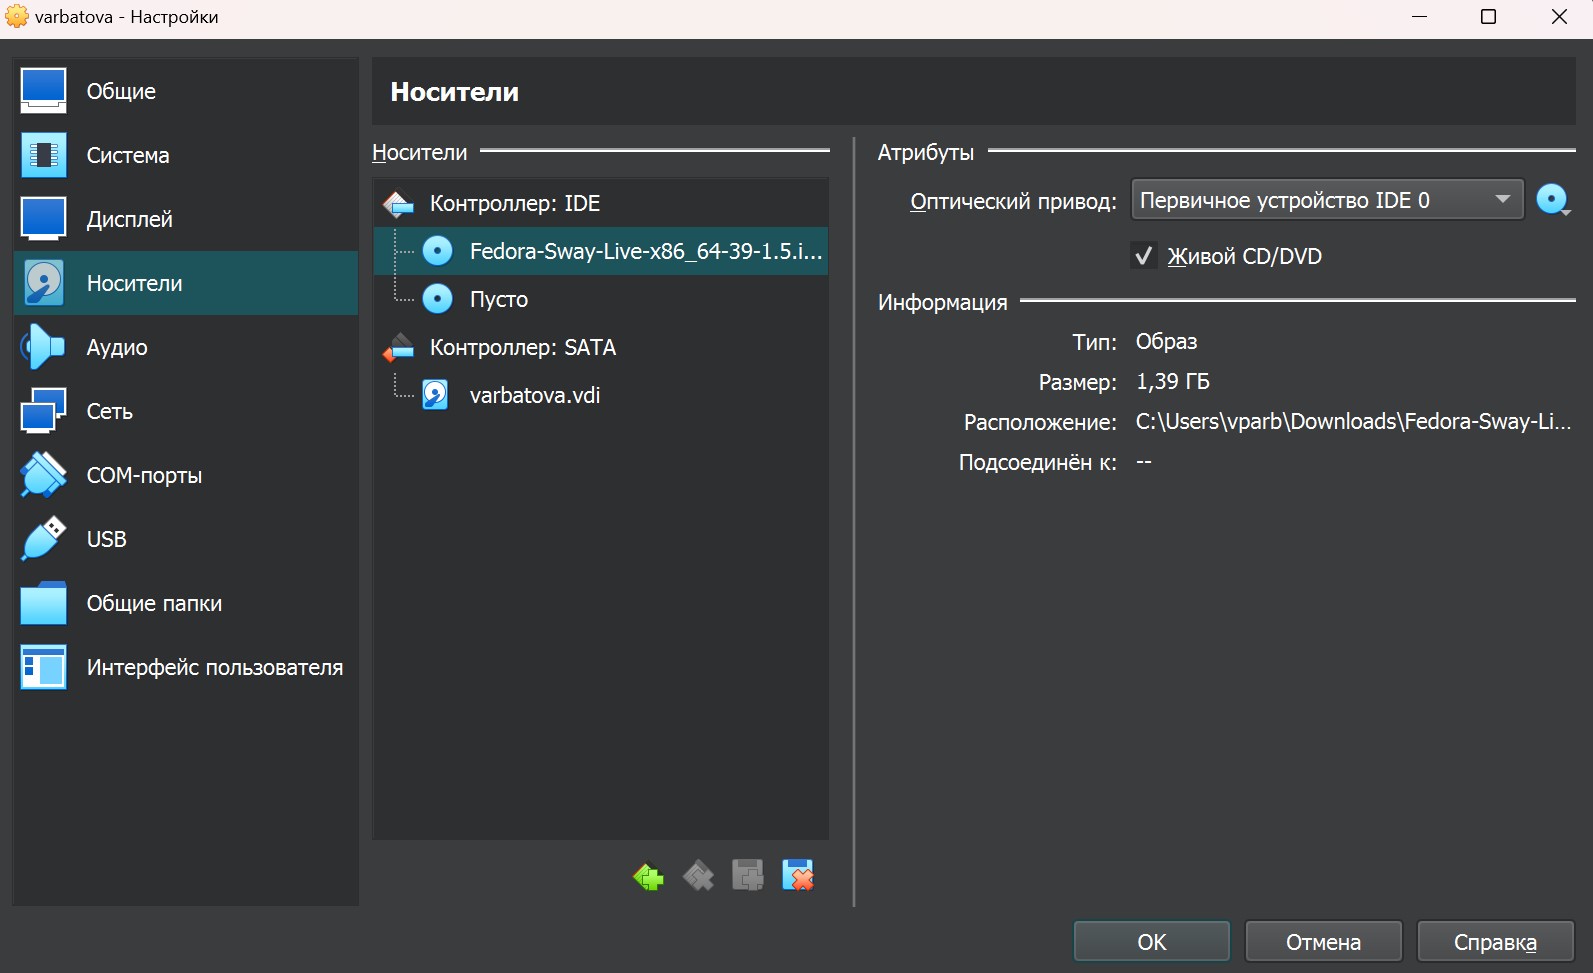 varbatova - Настройки
Общие
Система
Дисплей
Носители
Аудио
Сеть
COM-порты
USB
Общие папки
Интерфейс пользователя
Носители
Носители
Контроллер: IDE
Fedora-Sway-Live-x86_64-39-1.5.i...
Пусто
Контроллер: SATA
varbatova.vdi
Атрибуты
Оптический привод: Первичное устройство IDE 0
Живой CD/DVD
Информация
Тип: Образ
Размер: 1,39 ГБ
Расположение: C:\Users\vparb\Downloads\Fedora-Sway-Li...
Подсоединён к: --
OK Отмена Справка